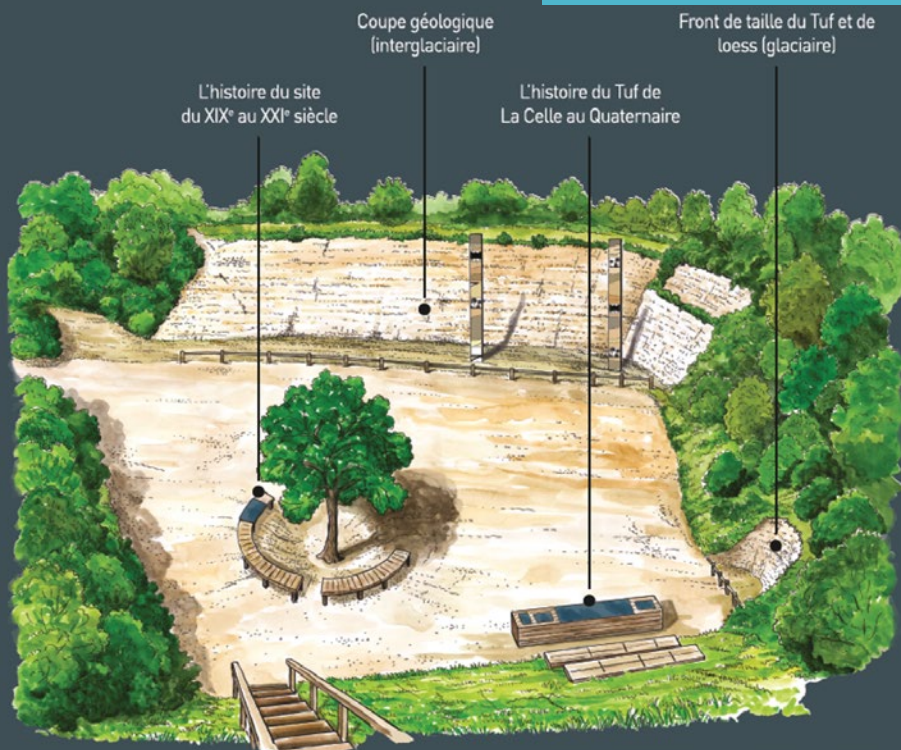 Coupe géologique
(interglaciaire)
Front de taille du Tuf et de
loess (glaciaire)
L'histoire du site
du XIXᵉ au XXIᵉ siècle
L'histoire du Tuf de
La Celle au Quaternaire